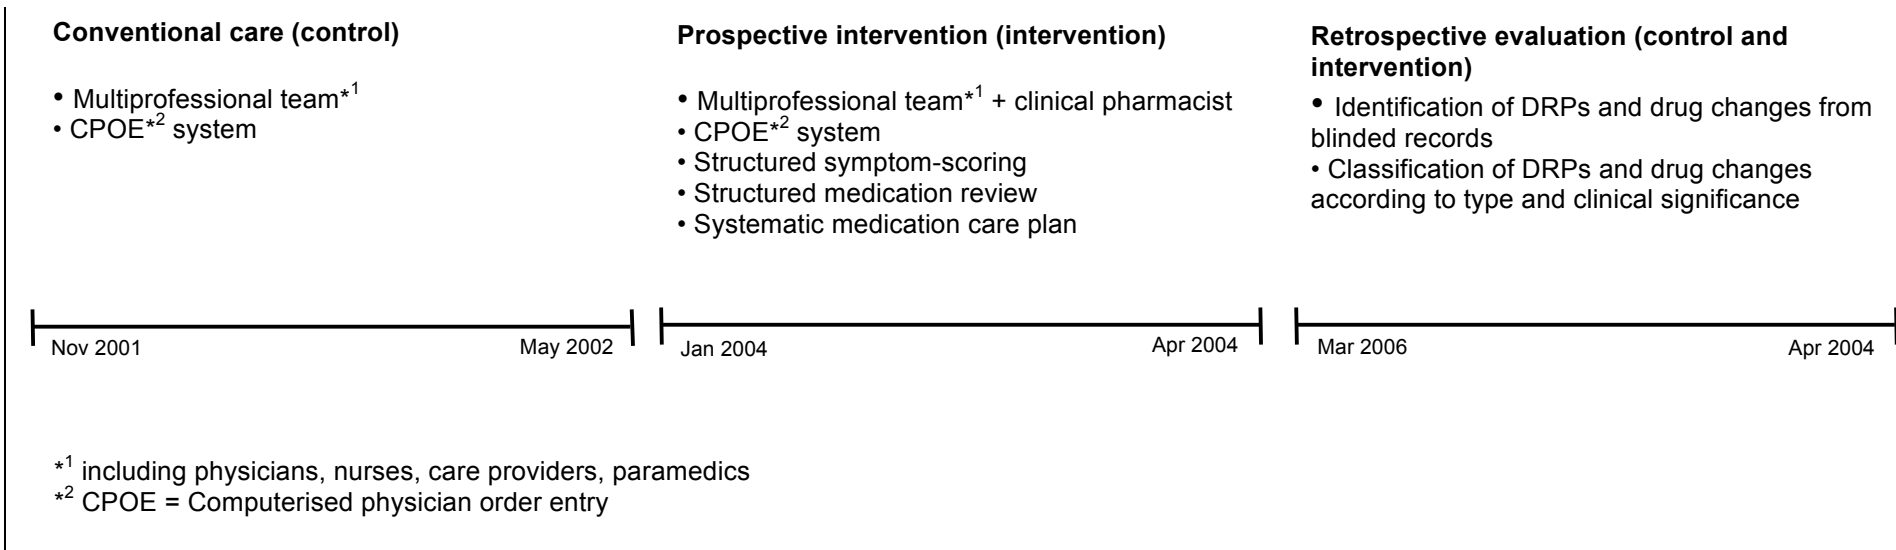 Conventional care (control)
• Multiprofessional team*1
• CPOE*2 system
Prospective intervention (intervention)
• Multiprofessional team*1 + clinical pharmacist
• CPOE*2 system
• Structured symptom-scoring
• Structured medication review
• Systematic medication care plan
Retrospective evaluation (control and
intervention)
• Identification of DRPs and drug changes from
blinded records
• Classification of DRPs and drug changes
according to type and clinical significance
Nov 2001
May 2002
Jan 2004
Apr 2004
Mar 2006
Apr 2004
*1 including physicians, nurses, care providers, paramedics
*2 CPOE = Computerised physician order entry